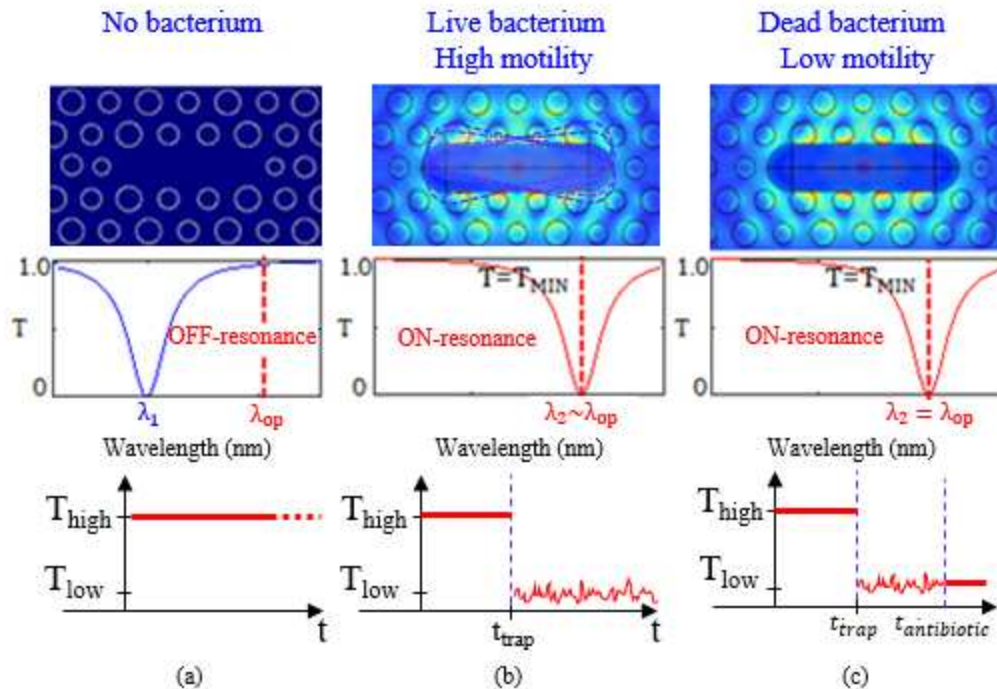 No bacterium
Live bacterium
High motility
Dead bacterium
Low motility
1.0
T
0
OFF-resonance
λ₁
λop
Wavelength (nm)
1.0
T
0
T=TMIN
ON-resonance
λ₂~λop
Wavelength (nm)
1.0
T
0
T=TMIN
ON-resonance
λ₂ = λop
Wavelength (nm)
Thigh
Tlow
t
(a)
Thigh
Tlow
ttrap
t
(b)
Thigh
Tlow
ttrap
tantibiotic
(c)